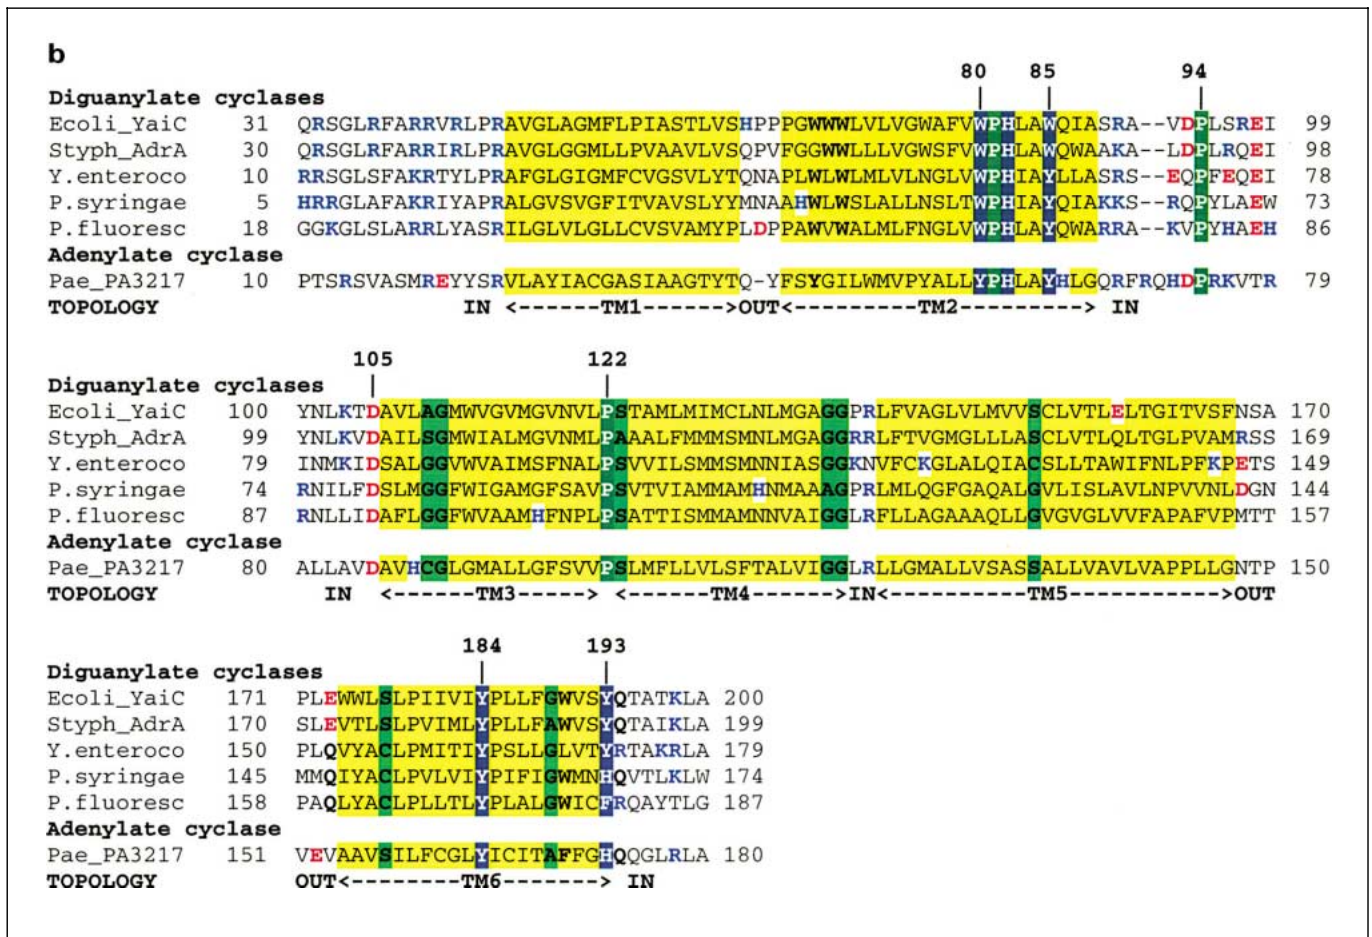 b
80 85 94
Diguanylate cyclases
Ecoli_YaiC 31 QRSGLRFARRVRLPRAVGLAGMFLPIASTLVSHPPPGWWWLVLVGWAFVWPHLAWQIASRA--VDPLSREI 99
Styph_AdrA 30 QRSGLRFARRIRLPRAVGLGGMLLPVAAVLVSQPVFGGWWLLLVGWSFVWPHLAWQWAAKA--LDPLRQEI 98
Y.enteroco 10 RRSGLSFAKRTYLPRAFGLGIGMFCVGSVLYTQNAPLWLWMLVLNGLVWPHIAYLLASRS--EQPFEQEI 78
P.syringae 5 HRRGLAFAKRIYAPRALGVSVGFITVAVSLYYMNAAHWLWSLALLNSLTWPHIAYQIAKKS-RQPYLAEW 73
P.fluoresc 18 GGKGLSLARRLYASRILGLVLGLLCVSVAMYPLDPPAWVWALMLFNGLVWPHLAYQWARRA-KVPYHAEH 86
Adenylate cyclase
Pae_PA3217 10 PTSRSVASMREYYSRVLAYIACGASIAAGTYTQ-YFSYGILWMVPYALLYPHLAYHLGQRFRQHDPRKVTR 79
TOPOLOGY IN <-------TM1------->OUT<---------TM2---------> IN
105 122
Diguanylate cyclases
Ecoli_YaiC 100 YNLKTDAVLAGMWVGVMGVNVLPSTAMLMIMCLNLMGAGGPRLFVAGLVLMVVSCLVTLELTGITVSFNSA 170
Styph_AdrA 99 YNLKVDAILSGMWIALMGVNMLPAAALFMMMSMNLMGAGGRRLFTVGMGLLLASCLVTLQLTGLPVAMRSS 169
Y.enteroco 79 INMKIDSALGGVWVAIMSFNALPSVVILSMMSMNNIASGGKNVFCKGLALQIACSLLTAWIFNLPFKPETS 149
P.syringae 74 RNILFDSLMGGFWIGAMGFSAVPSVTVIAMMAMHNMAAAGPRLMLQGFGAQALGVLISLAVLNPVVNLDGN 144
P.fluoresc 87 RNLLIDAFLGGFWVAAMHFNPLPSATTISMMAMNNVAIGGLRFLLAGAAAQLLGVGVGLVVFAPAFVPMTT 157
Adenylate cyclase
Pae_PA3217 80 ALLAVDAVHCGLGMALLGFSVVPSLMFLLVLSFTALVIGGLRLLGMALLVSASSALLVAVLVAPPLLGNTP 150
TOPOLOGY IN <------TM3------> <------TM4------->IN<----------TM5----------->OUT
184 193
Diguanylate cyclases
Ecoli_YaiC 171 PLEWWLSLPIIVIYPLLFGWVSYQTATKLA 200
Styph_AdrA 170 SLEVTLSLPVIMLYPLLFAWVSYQTAIKLA 199
Y.enteroco 150 PLQVYACLPMITIYPSLLGLVTYRTAKRLA 179
P.syringae 145 MMQIYACLPVLVIYPIFIGWMNHQVTLKLW 174
P.fluoresc 158 PAQLYACLPLLTLYPLALGWICFRQAYTLG 187
Adenylate cyclase
Pae_PA3217 151 VEVAAVSILFCGLYICITAFFGHQQGLRLA 180
TOPOLOGY OUT<--------TM6-------> IN